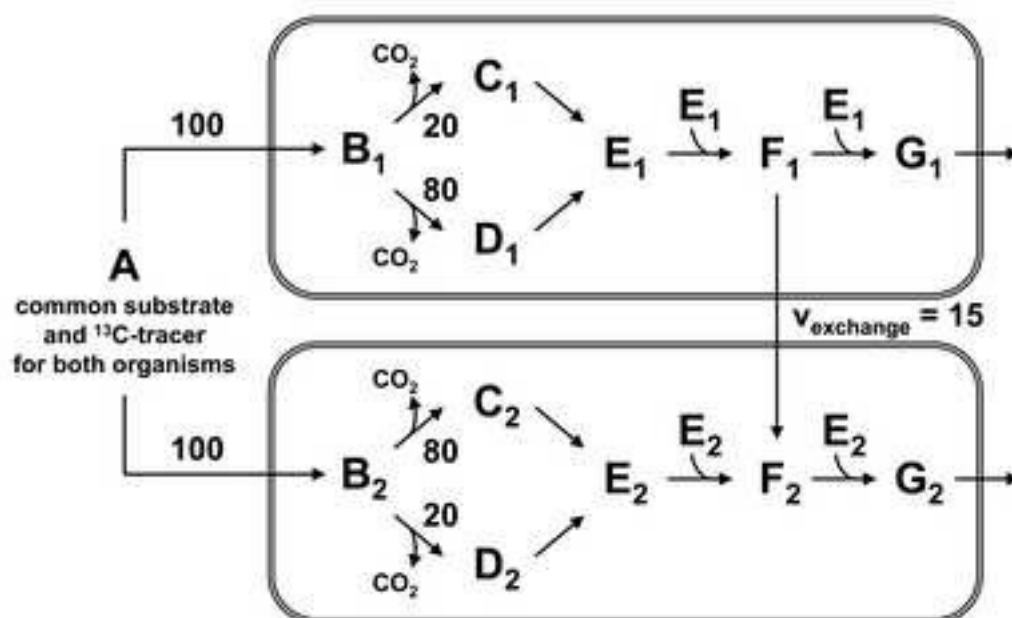 CO₂
C₁
E₁ E₁
100
20
B₁
E₁
F₁
G₁
80
D₁
CO₂
A
common substrate
and ¹³C-tracer
for both organisms
v_exchange = 15
CO₂
C₂
E₂ E₂
100
80
B₂
E₂
F₂
G₂
20
D₂
CO₂